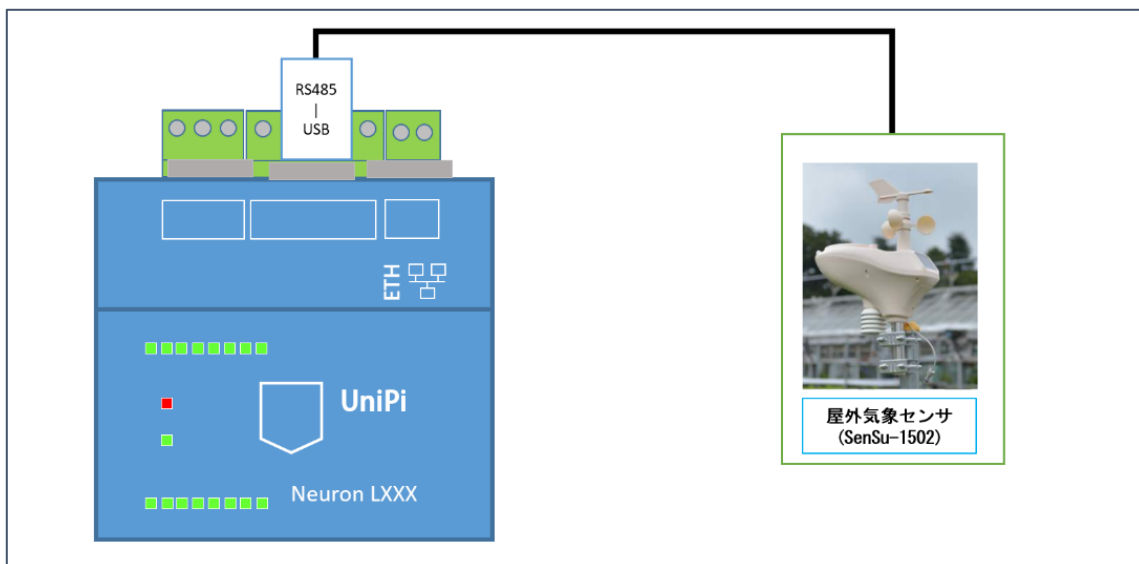 RS485
|
USB
ETH
UniPi
Neuron LXXX
屋外気象センサ
(SenSu-1502)